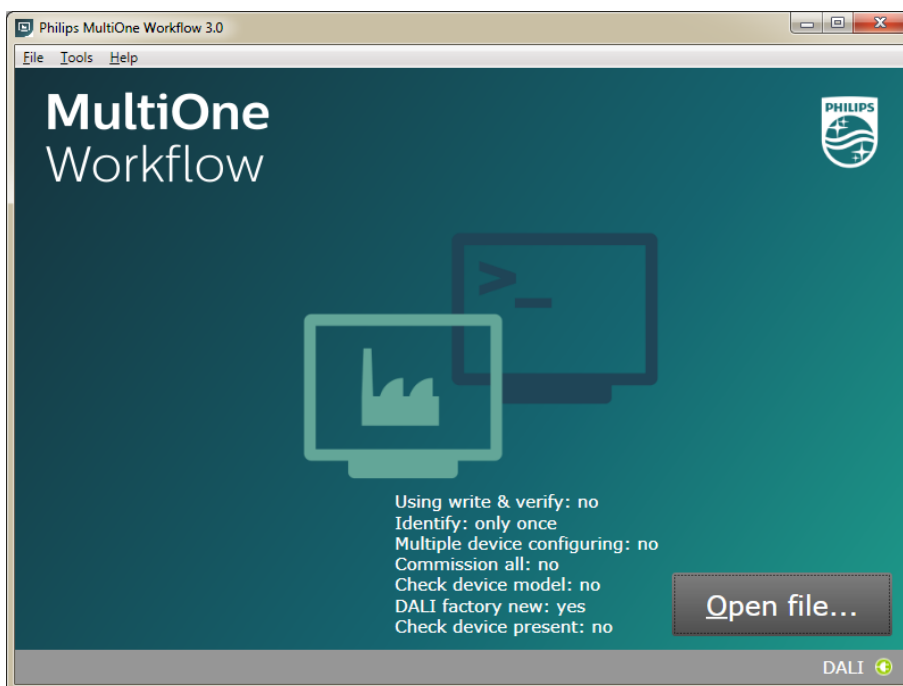 Philips MultiOne Workflow 3.0
File Tools Help
MultiOne
Workflow
PHILIPS
>_
Using write & verify: no
Identify: only once
Multiple device configuring: no
Commission all: no
Check device model: no
DALI factory new: yes
Check device present: no
Open file...
DALI